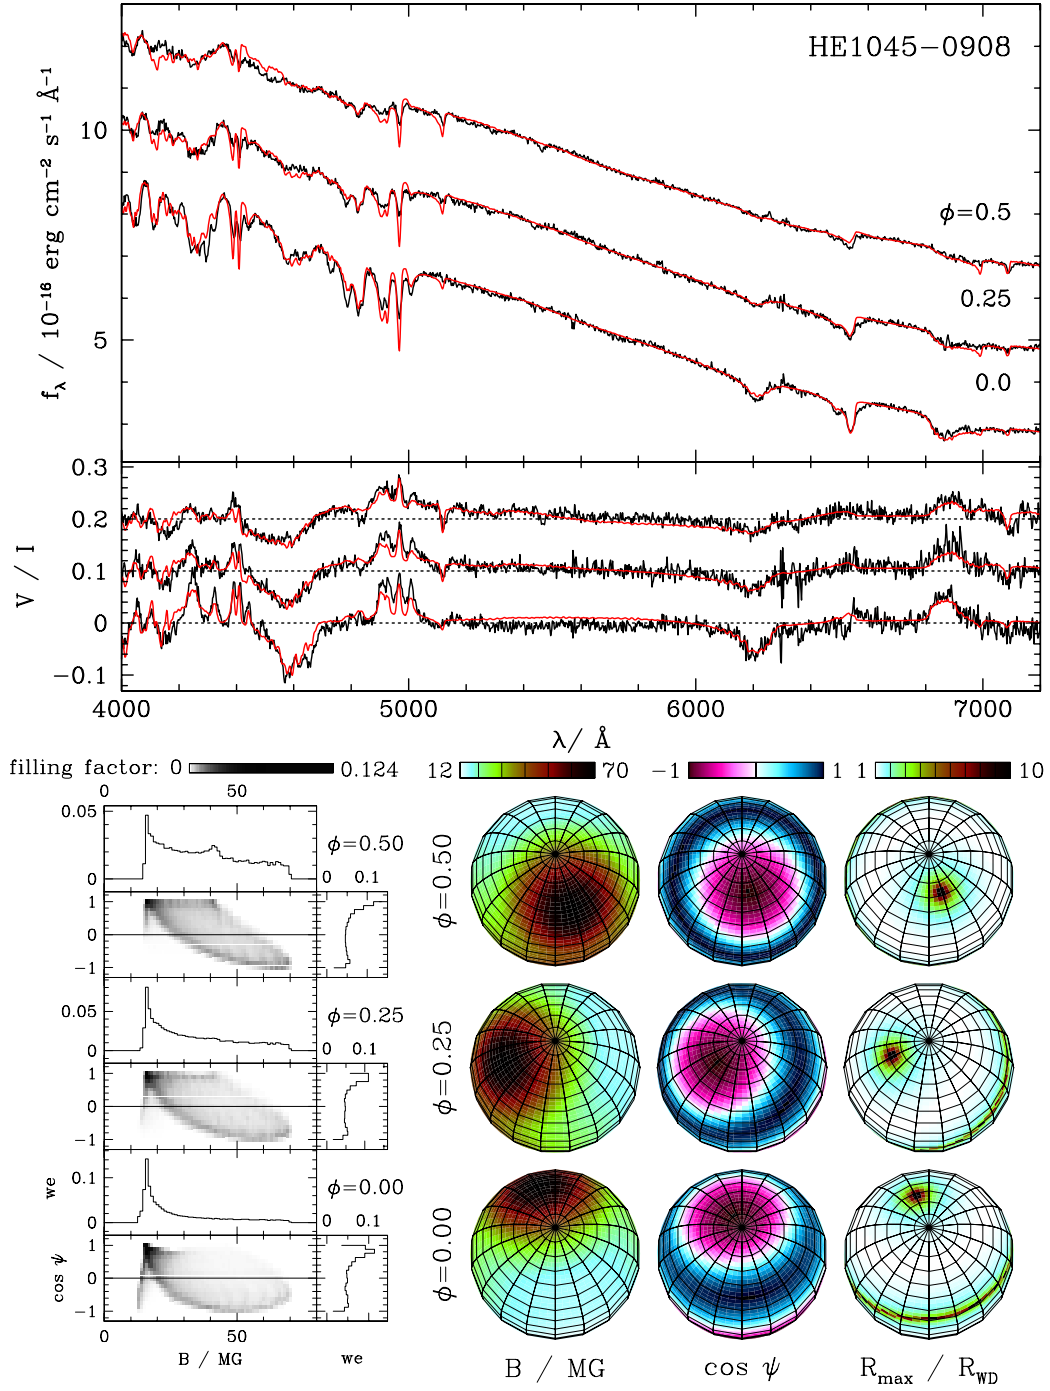 HE1045−0908
10
5
f_λ / 10⁻¹⁶ erg cm⁻² s⁻¹ Å⁻¹
ϕ=0.5
0.25
0.0
0.3
0.2
0.1
0
−0.1
V / I
4000 5000 6000 7000
λ/ Å
filling factor: 0 0.124
12 70
−1 1
1 10
0 50
0.05
0
ϕ=0.50
0 0.1
1
0
−1
ϕ=0.50
0.05
0
ϕ=0.25
0 0.1
1
0
−1
ϕ=0.25
we
0.1
0
ϕ=0.00
0 0.1
cos ψ
1
0
−1
ϕ=0.00
0 50
B / MG
we
B / MG
cos ψ
R_max / R_WD